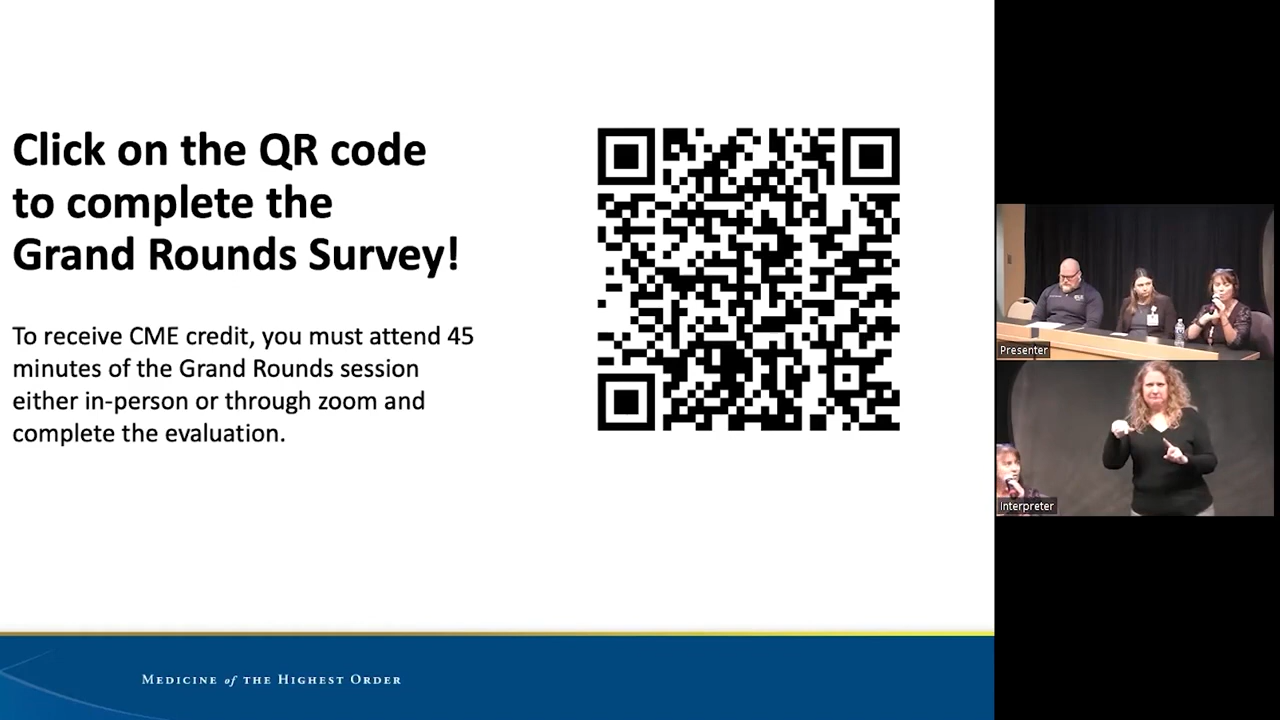 Click on the QR code
to complete the
Grand Rounds Survey!
To receive CME credit, you must attend 45
minutes of the Grand Rounds session
either in-person or through zoom and
complete the evaluation.
MEDICINE of THE HIGHEST ORDER
Presenter
Interpreter